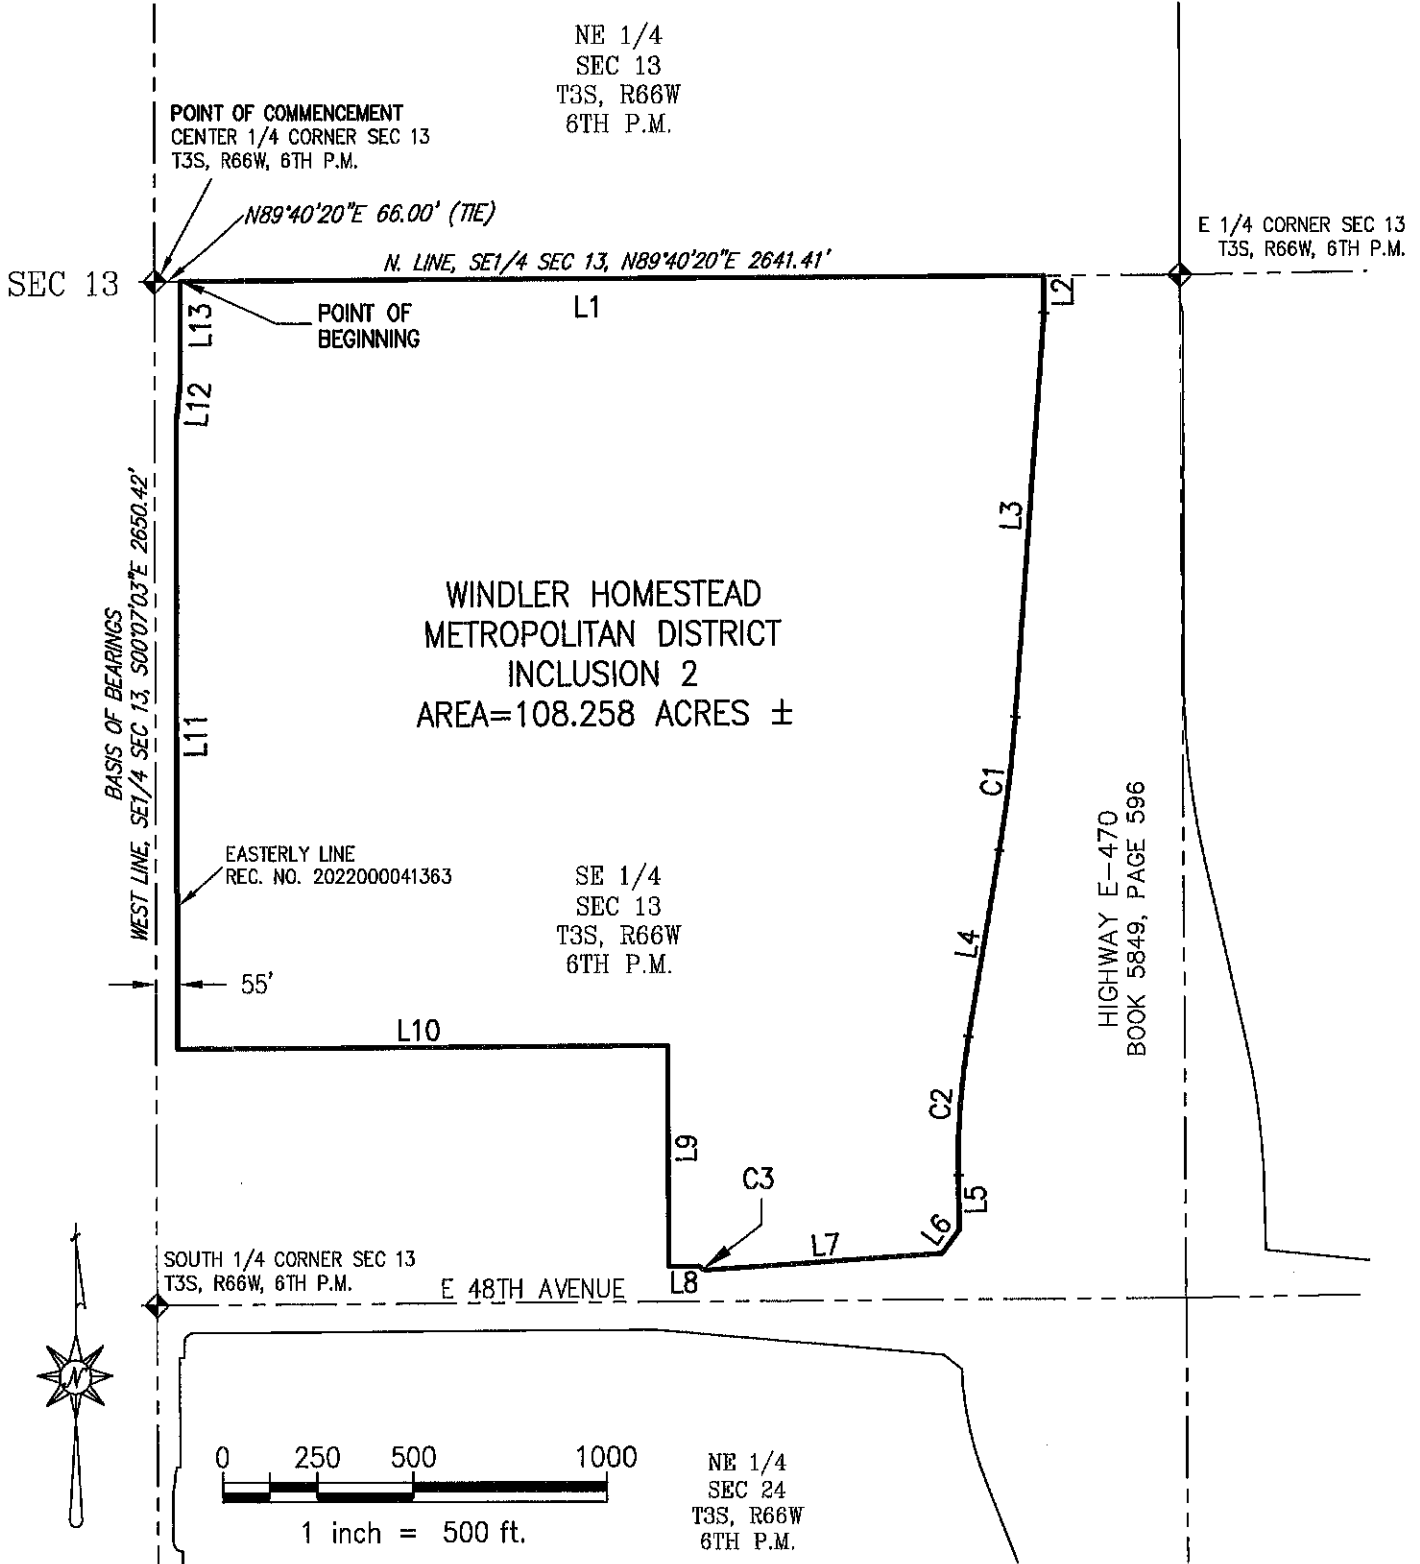 NE 1/4
SEC 13
T3S, R66W
6TH P.M.
POINT OF COMMENCEMENT
CENTER 1/4 CORNER SEC 13
T3S, R66W, 6TH P.M.
N89°40'20"E 66.00' (TIE)
E 1/4 CORNER SEC 13
T3S, R66W, 6TH P.M.
N. LINE, SE1/4 SEC 13, N89°40'20"E 2641.41'
SEC 13
L1
L2
L13
POINT OF
BEGINNING
L12
L3
BASIS OF BEARINGS
WEST LINE, SE1/4 SEC 13, S00°07'03"E 2650.42'
WINDLER HOMESTEAD
METROPOLITAN DISTRICT
INCLUSION 2
AREA=108.258 ACRES ±
L11
C1
HIGHWAY E-470
BOOK 5849, PAGE 596
EASTERLY LINE
REC. NO. 2022000041363
SE 1/4
SEC 13
T3S, R66W
6TH P.M.
L4
55'
L10
C2
L9
C3
L5
L6
L7
L8
SOUTH 1/4 CORNER SEC 13
T3S, R66W, 6TH P.M.
E 48TH AVENUE
N
0 250 500 1000
1 inch = 500 ft.
NE 1/4
SEC 24
T3S, R66W
6TH P.M.